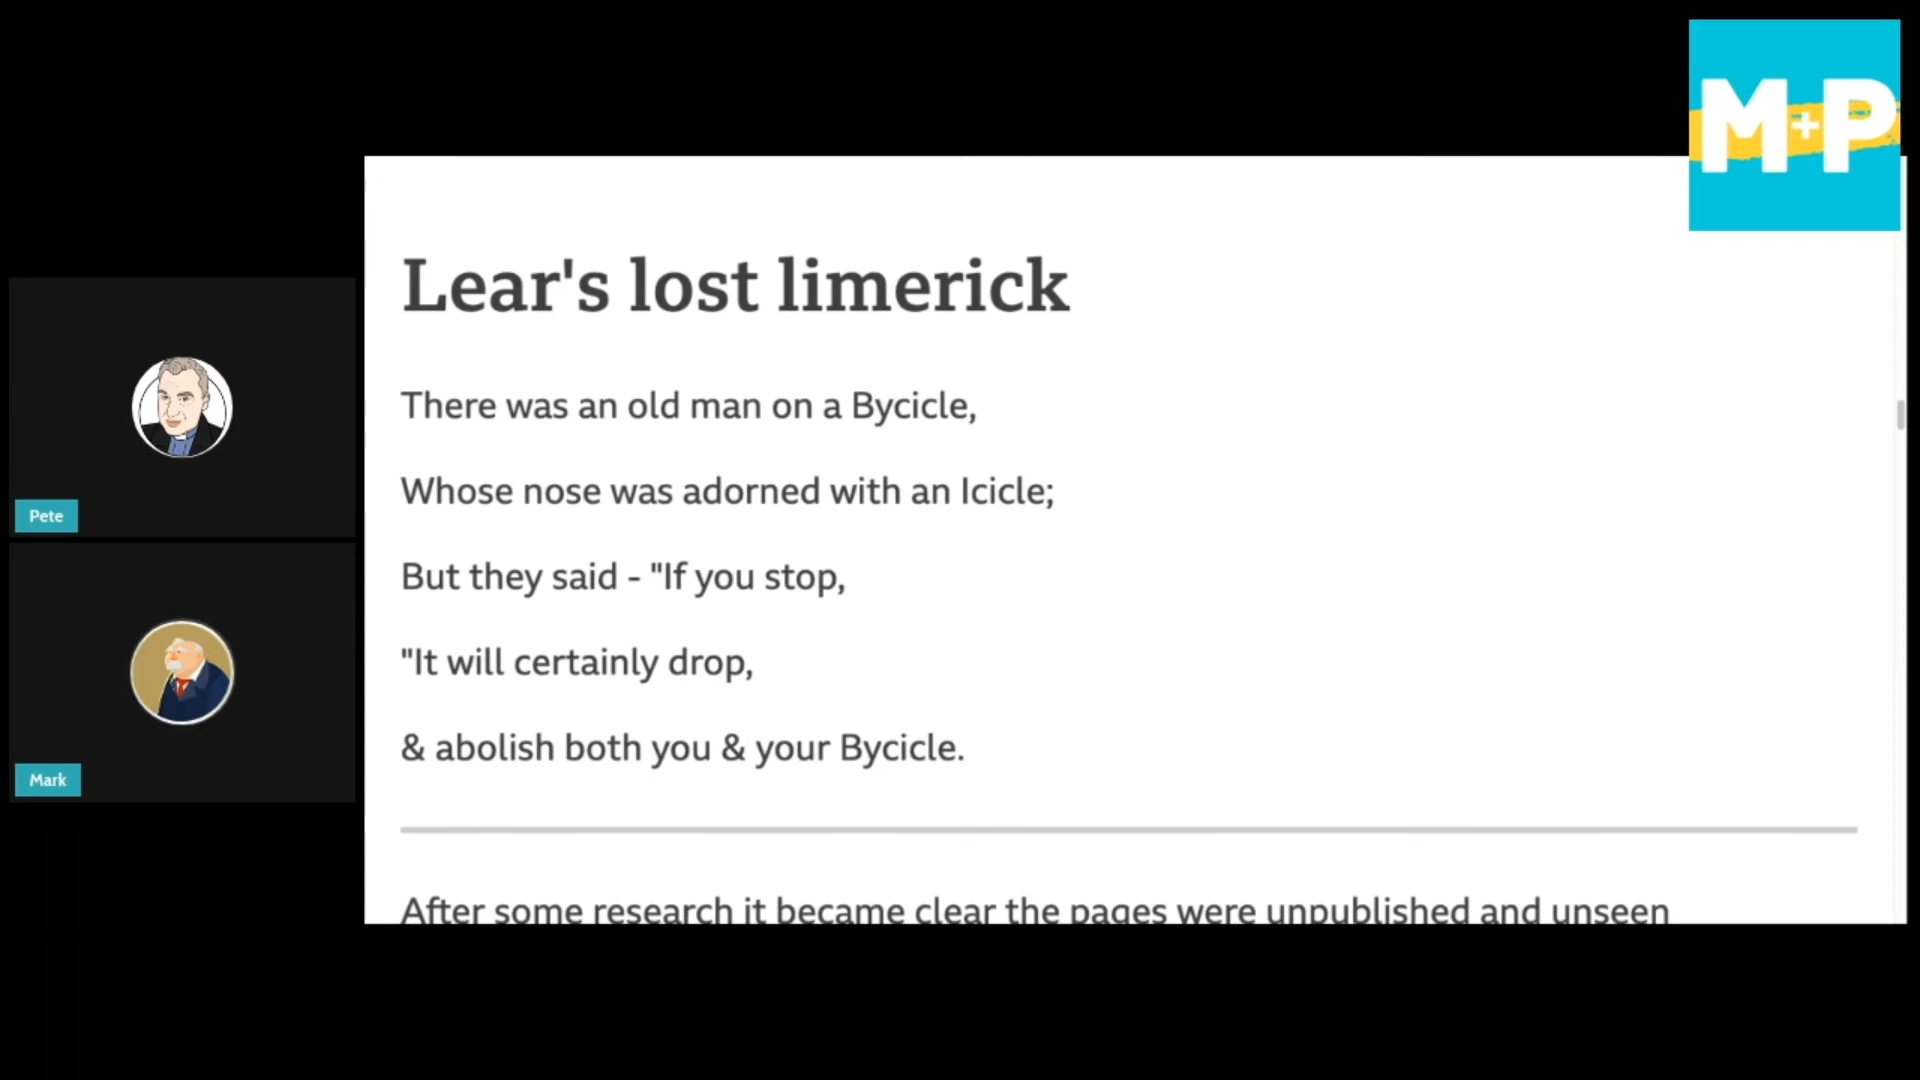 M+P
Lear's lost limerick
There was an old man on a Bycicle,
Whose nose was adorned with an Icicle;
But they said - "If you stop,
"It will certainly drop,
& abolish both you & your Bycicle.
After some research it became clear the pages were unpublished and unseen
Pete
Mark